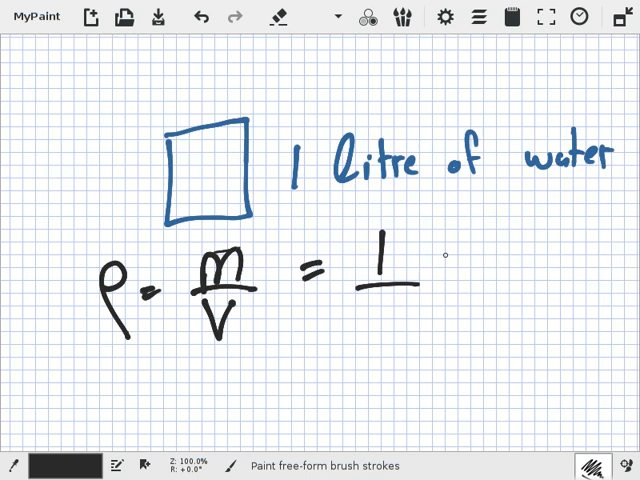 MyPaint
1 litre of water
ρ = m/V = 1/
Z: 100.0%
R: +0.0°
Paint free-form brush strokes